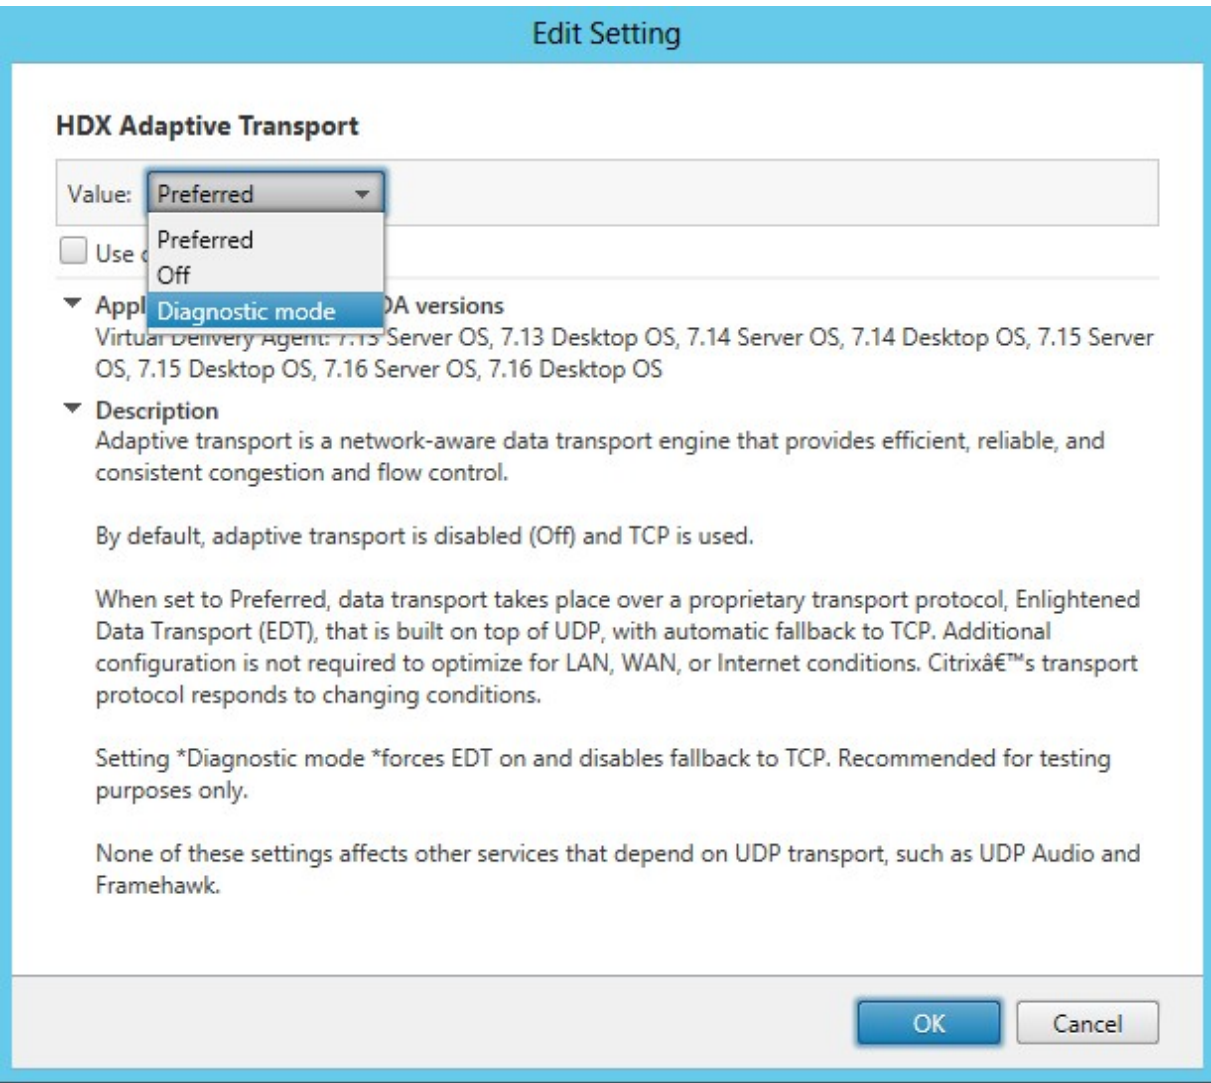 Edit Setting
HDX Adaptive Transport
Value: Preferred
Preferred
Use
Off
Diagnostic mode
Appl DA versions
Virtual Delivery Agent: 7.13 Server OS, 7.13 Desktop OS, 7.14 Server OS, 7.14 Desktop OS, 7.15 Server
OS, 7.15 Desktop OS, 7.16 Server OS, 7.16 Desktop OS
Description
Adaptive transport is a network-aware data transport engine that provides efficient, reliable, and
consistent congestion and flow control.
By default, adaptive transport is disabled (Off) and TCP is used.
When set to Preferred, data transport takes place over a proprietary transport protocol, Enlightened
Data Transport (EDT), that is built on top of UDP, with automatic fallback to TCP. Additional
configuration is not required to optimize for LAN, WAN, or Internet conditions. Citrixâ€™s transport
protocol responds to changing conditions.
Setting *Diagnostic mode *forces EDT on and disables fallback to TCP. Recommended for testing
purposes only.
None of these settings affects other services that depend on UDP transport, such as UDP Audio and
Framehawk.
OK Cancel